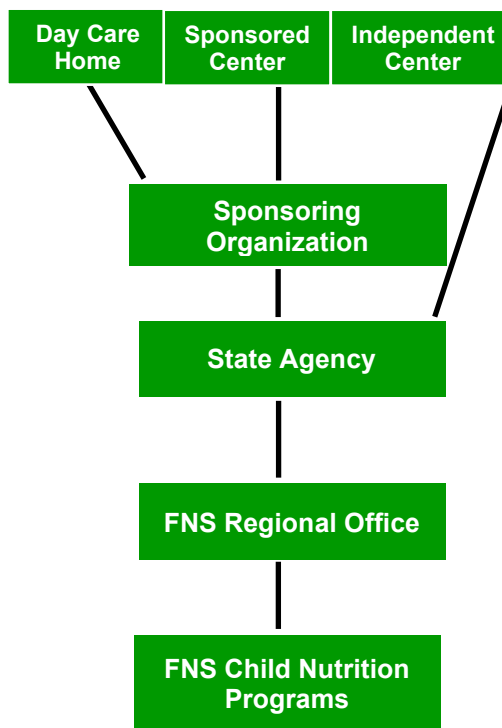 Day Care
Home
Sponsored
Center
Independent
Center
Sponsoring
Organization
State Agency
FNS Regional Office
FNS Child Nutrition
Programs